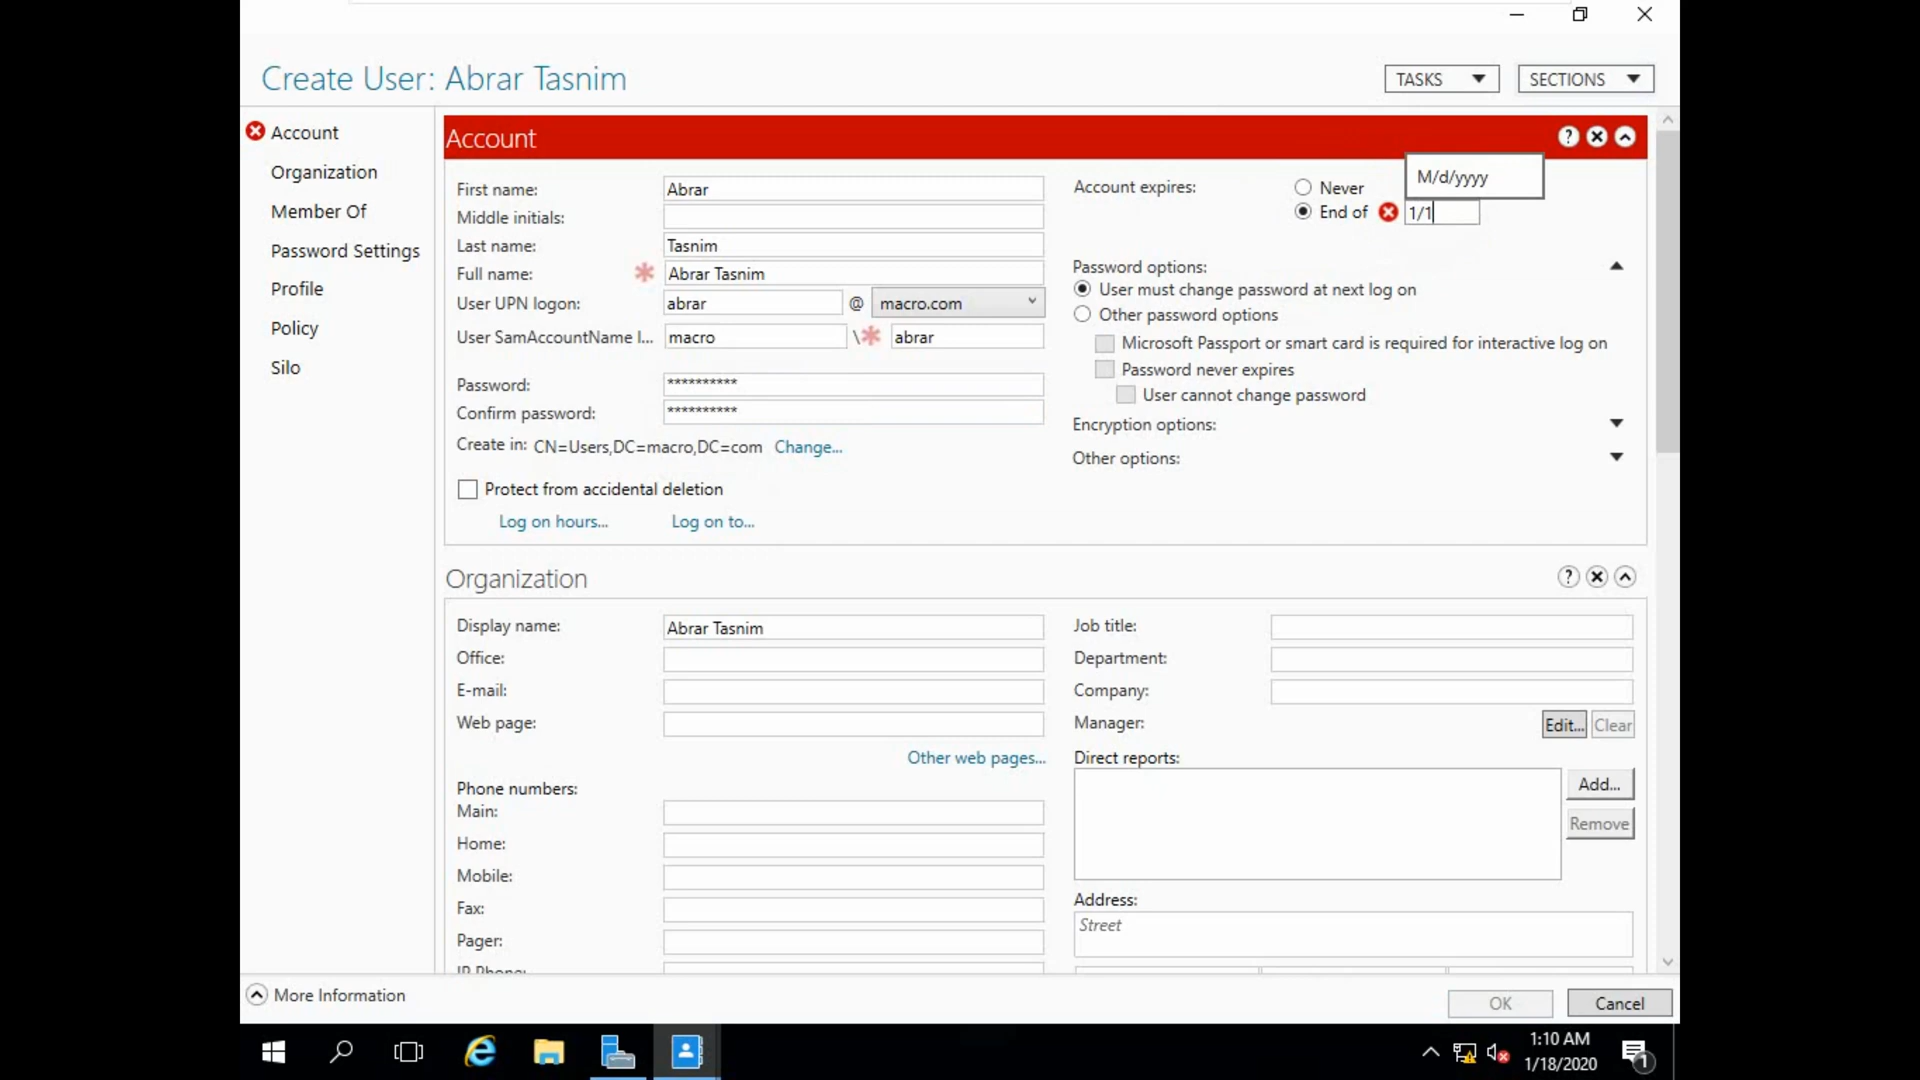 Create User: Abrar Tasnim
TASKS
SECTIONS
Account
Organization
Member Of
Password Settings
Profile
Policy
Silo
Account
First name: Abrar
Middle initials:
Last name: Tasnim
Full name: * Abrar Tasnim
User UPN logon: abrar @ macro.com
User SamAccountName l... macro \* abrar
Password: **********
Confirm password: **********
Create in: CN=Users,DC=macro,DC=com Change...
Protect from accidental deletion
Log on hours... Log on to...
Account expires: Never
M/d/yyyy
End of 1/1
Password options:
User must change password at next log on
Other password options
Microsoft Passport or smart card is required for interactive log on
Password never expires
User cannot change password
Encryption options:
Other options:
Organization
Display name: Abrar Tasnim
Office:
E-mail:
Web page:
Other web pages...
Phone numbers:
Main:
Home:
Mobile:
Fax:
Pager:
IP Phone:
Job title:
Department:
Company:
Manager: Edit... Clear
Direct reports:
Add...
Remove
Address:
Street
More Information
OK Cancel
1:10 AM
1/18/2020
1